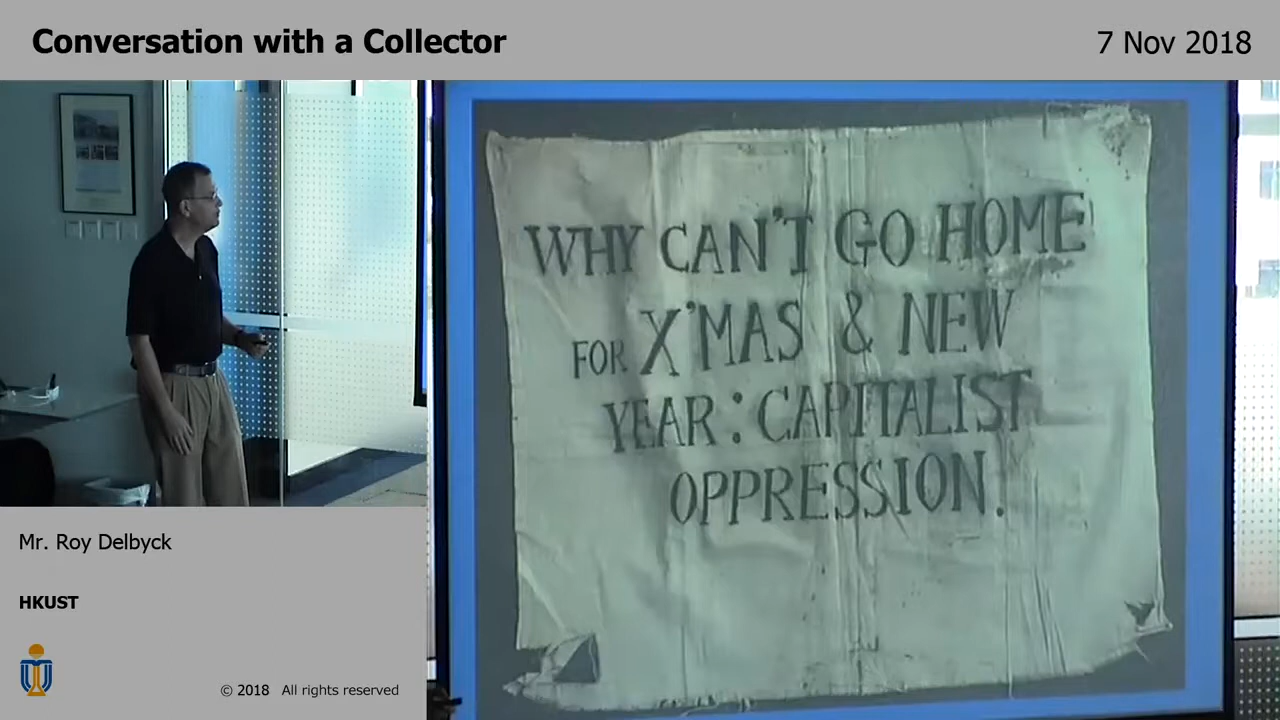 Conversation with a Collector
7 Nov 2018
WHY CAN'T GO HOME
FOR X'MAS & NEW
YEAR: CAPITALIST
OPPRESSION.
Mr. Roy Delbyck
HKUST
© 2018 All rights reserved